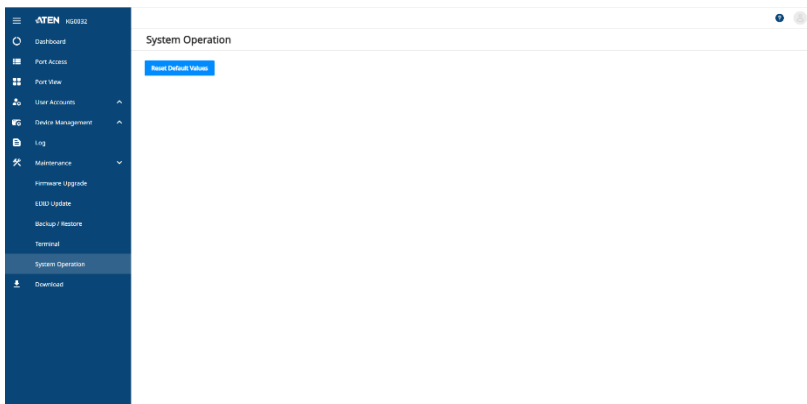 ATEN KG0032
Dashboard
Port Access
Port View
User Accounts
Device Management
Log
Maintenance
Firmware Upgrade
EDID Update
Backup / Restore
Terminal
System Operation
Download
?
System Operation
Reset Default Values